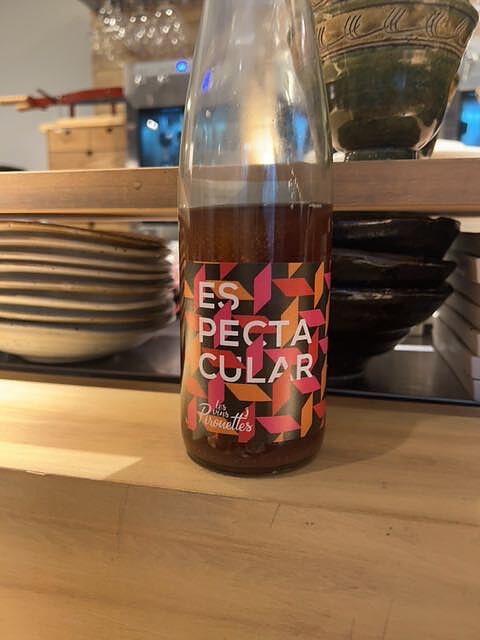 ES
PECTA
CULAR
les
vins
Pirouettes